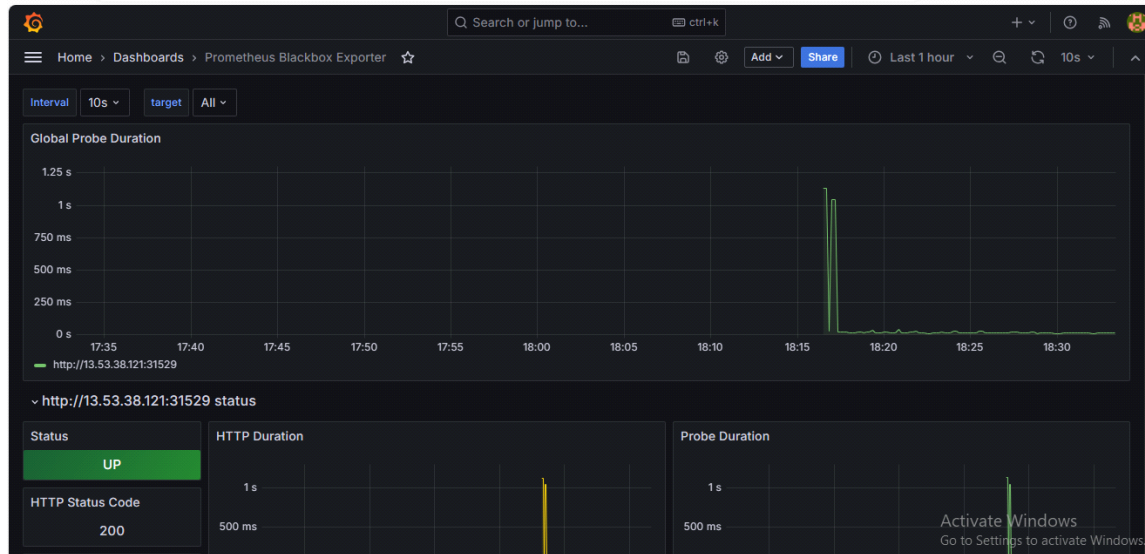 Search or jump to... ctrl+k
Home › Dashboards › Prometheus Blackbox Exporter Add Share Last 1 hour 10s
Interval 10s target All
Global Probe Duration
1.25 s
1 s
750 ms
500 ms
250 ms
0 s
17:35 17:40 17:45 17:50 17:55 18:00 18:05 18:10 18:15 18:20 18:25 18:30
http://13.53.38.121:31529
http://13.53.38.121:31529 status
Status
UP
HTTP Status Code
200
HTTP Duration
1 s
500 ms
Probe Duration
1 s
500 ms
Activate Windows
Go to Settings to activate Windows.